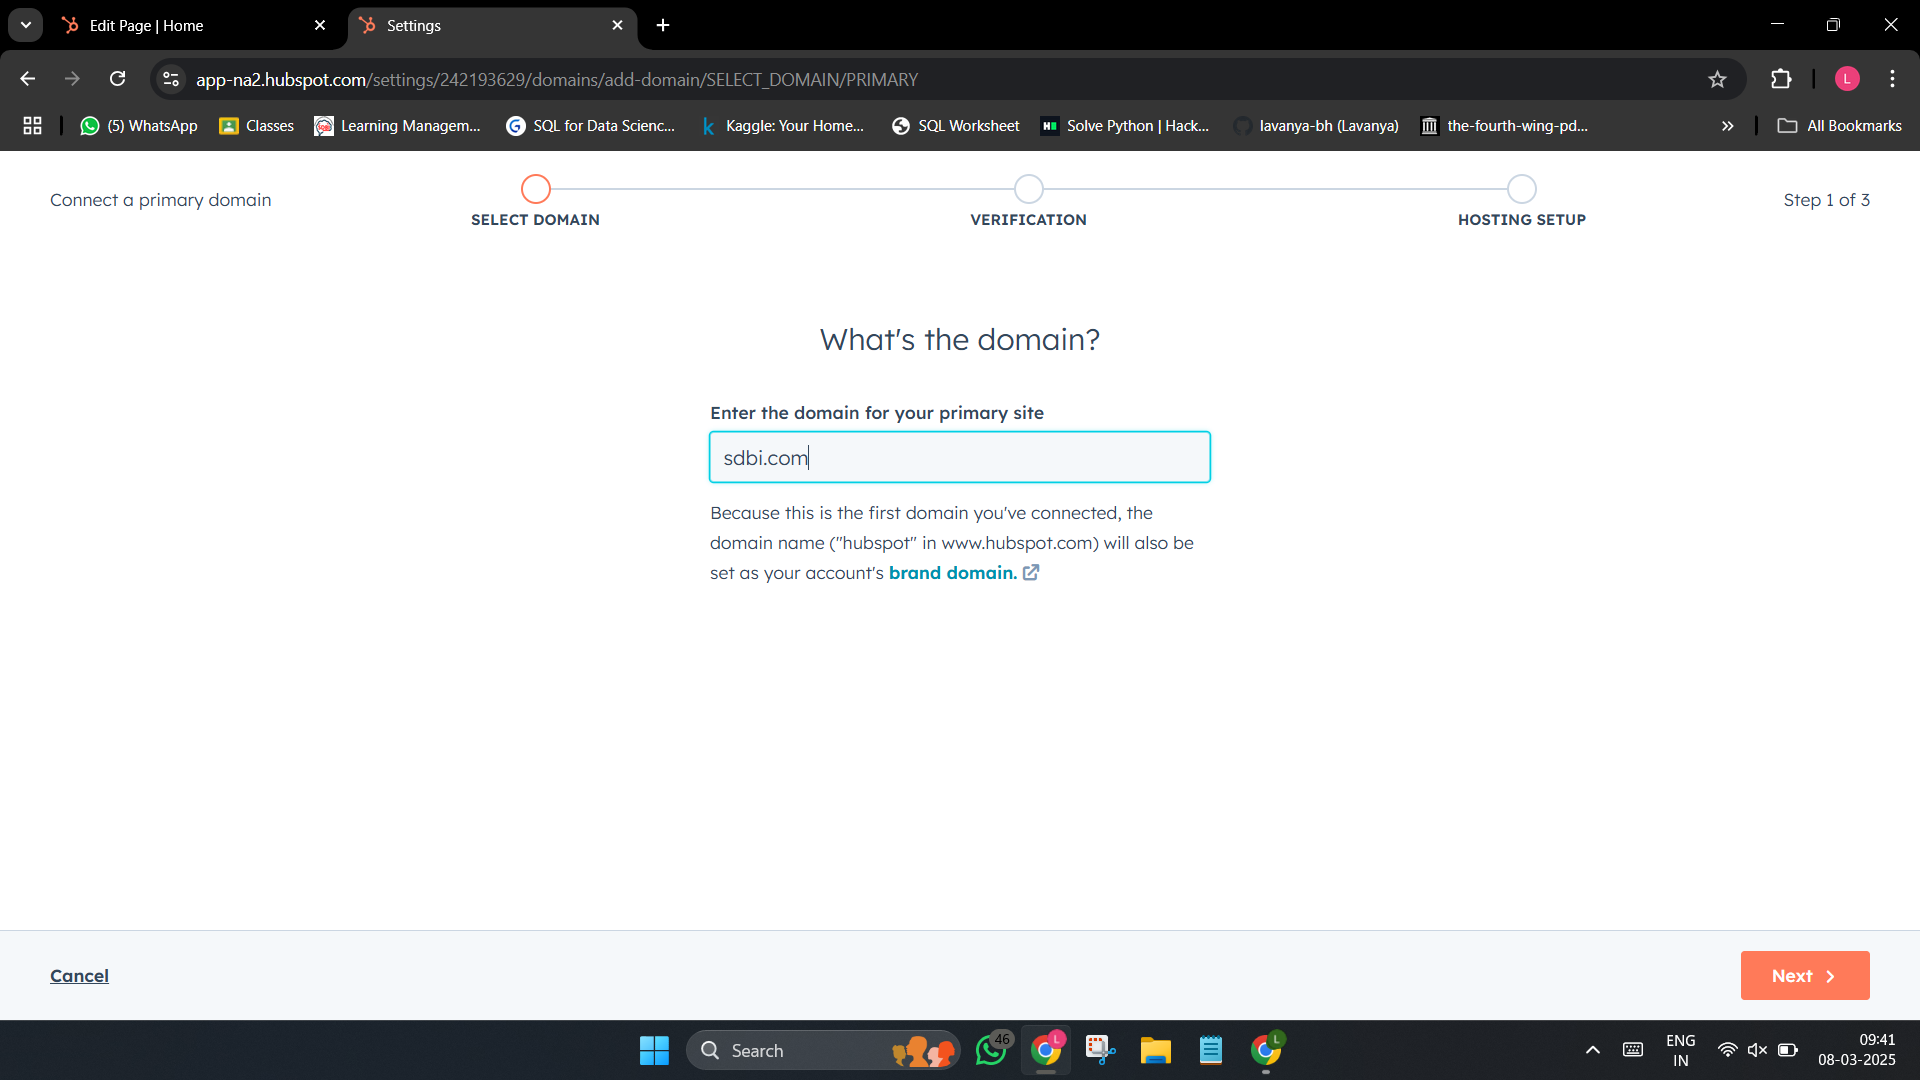 Edit Page | Home
Settings
app-na2.hubspot.com/settings/242193629/domains/add-domain/SELECT_DOMAIN/PRIMARY
L
(5) WhatsApp
Classes
Learning Managem...
SQL for Data Scienc...
Kaggle: Your Home...
SQL Worksheet
Solve Python | Hack...
lavanya-bh (Lavanya)
the-fourth-wing-pd...
All Bookmarks
Connect a primary domain
SELECT DOMAIN
VERIFICATION
HOSTING SETUP
Step 1 of 3
What's the domain?
Enter the domain for your primary site
sdbi.com
Because this is the first domain you've connected, the
domain name ("hubspot" in www.hubspot.com) will also be
set as your account's brand domain.
Cancel
Next
Search
46
L
L
ENG
IN
09:41
08-03-2025